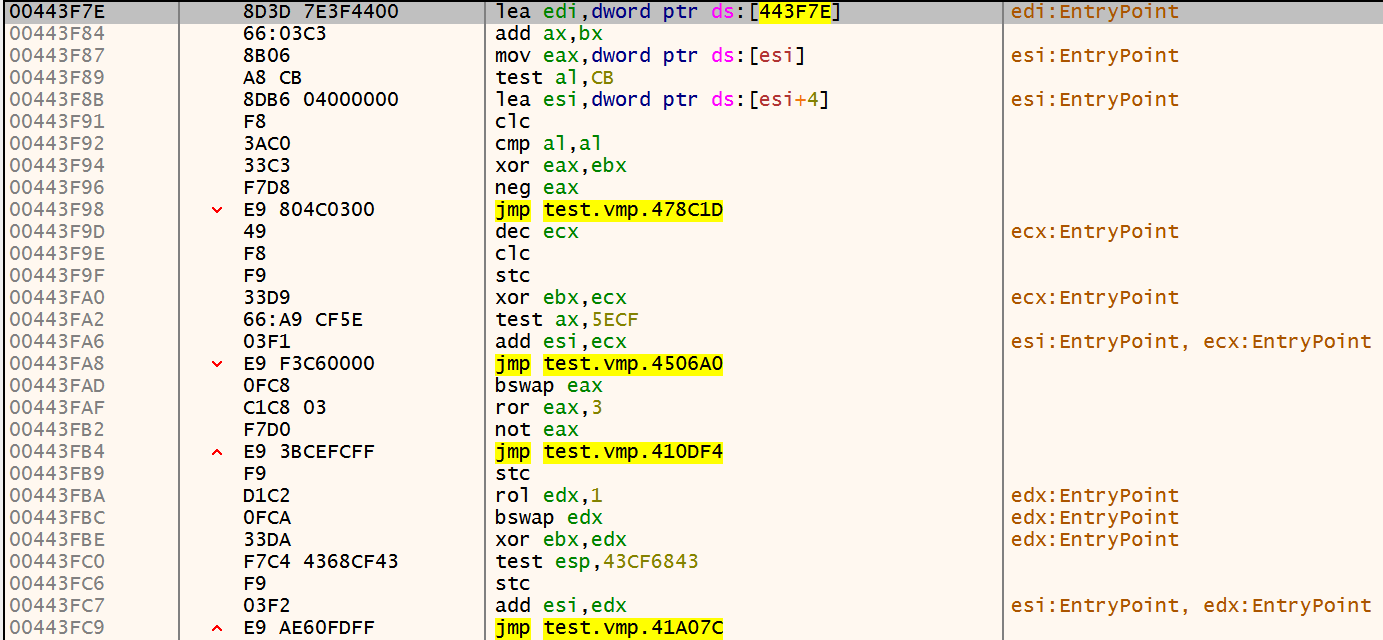 00443F7E 8D3D 7E3F4400 lea edi,dword ptr ds:[443F7E] edi:EntryPoint
00443F84 66:03C3 add ax,bx
00443F87 8B06 mov eax,dword ptr ds:[esi] esi:EntryPoint
00443F89 A8 CB test al,CB
00443F8B 8DB6 04000000 lea esi,dword ptr ds:[esi+4] esi:EntryPoint
00443F91 F8 clc
00443F92 3AC0 cmp al,al
00443F94 33C3 xor eax,ebx
00443F96 F7D8 neg eax
00443F98 E9 804C0300 jmp test.vmp.478C1D
00443F9D 49 dec ecx ecx:EntryPoint
00443F9E F8 clc
00443F9F F9 stc
00443FA0 33D9 xor ebx,ecx ecx:EntryPoint
00443FA2 66:A9 CF5E test ax,5ECF
00443FA6 03F1 add esi,ecx esi:EntryPoint, ecx:EntryPoint
00443FA8 E9 F3C60000 jmp test.vmp.4506A0
00443FAD 0FC8 bswap eax
00443FAF C1C8 03 ror eax,3
00443FB2 F7D0 not eax
00443FB4 E9 3BCEFCFF jmp test.vmp.410DF4
00443FB9 F9 stc
00443FBA D1C2 rol edx,1 edx:EntryPoint
00443FBC 0FCA bswap edx edx:EntryPoint
00443FBE 33DA xor ebx,edx edx:EntryPoint
00443FC0 F7C4 4368CF43 test esp,43CF6843
00443FC6 F9 stc
00443FC7 03F2 add esi,edx esi:EntryPoint, edx:EntryPoint
00443FC9 E9 AE60FDFF jmp test.vmp.41A07C